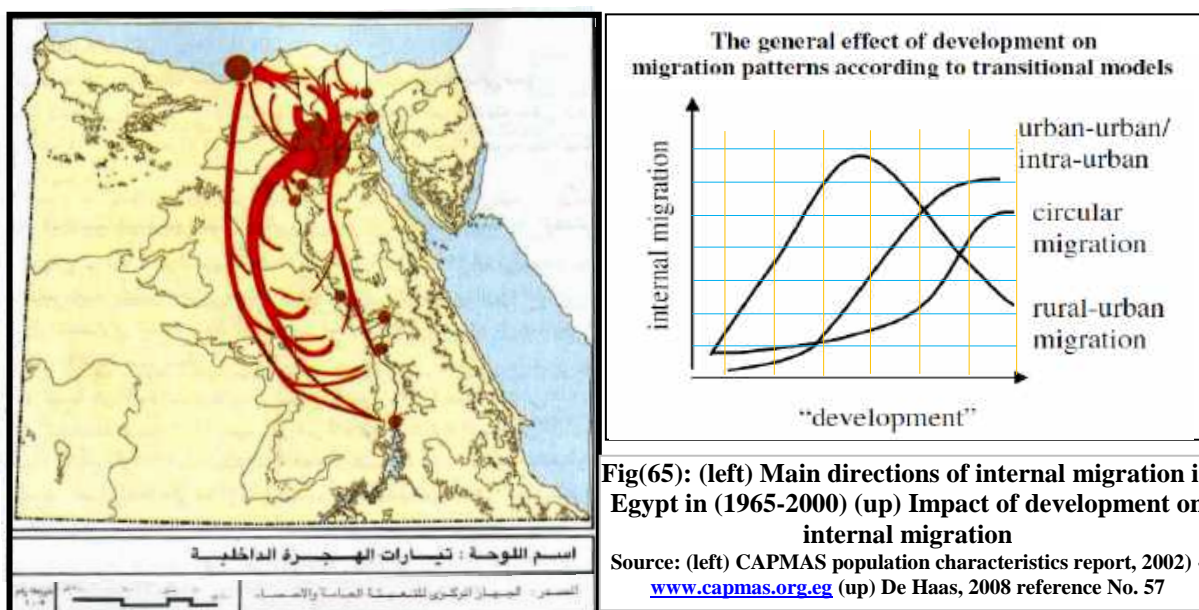 اسم اللوحة : تيارات الهجرة الداخلية
المصدر : الجهاز المركزى للتعبئة العامة والاحصاء
The general effect of development on
migration patterns according to transitional models
internal migration
urban-urban/
intra-urban
circular
migration
rural-urban
migration
“development”
Fig(65): (left) Main directions of internal migration i
Egypt in (1965-2000) (up) Impact of development on
internal migration
Source: (left) CAPMAS population characteristics report, 2002) -
www.capmas.org.eg (up) De Haas, 2008 reference No. 57